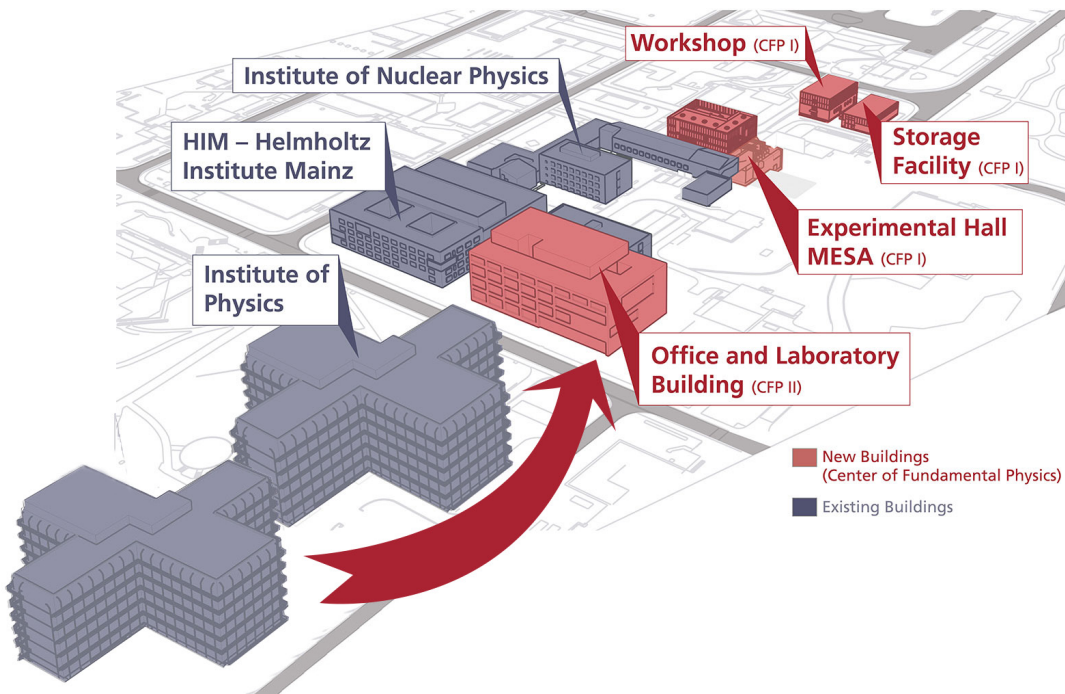 Workshop (CFP I)
Institute of Nuclear Physics
HIM – Helmholtz
Institute Mainz
Storage
Facility (CFP I)
Experimental Hall
MESA (CFP I)
Institute of
Physics
Office and Laboratory
Building (CFP II)
New Buildings
(Center of Fundamental Physics)
Existing Buildings